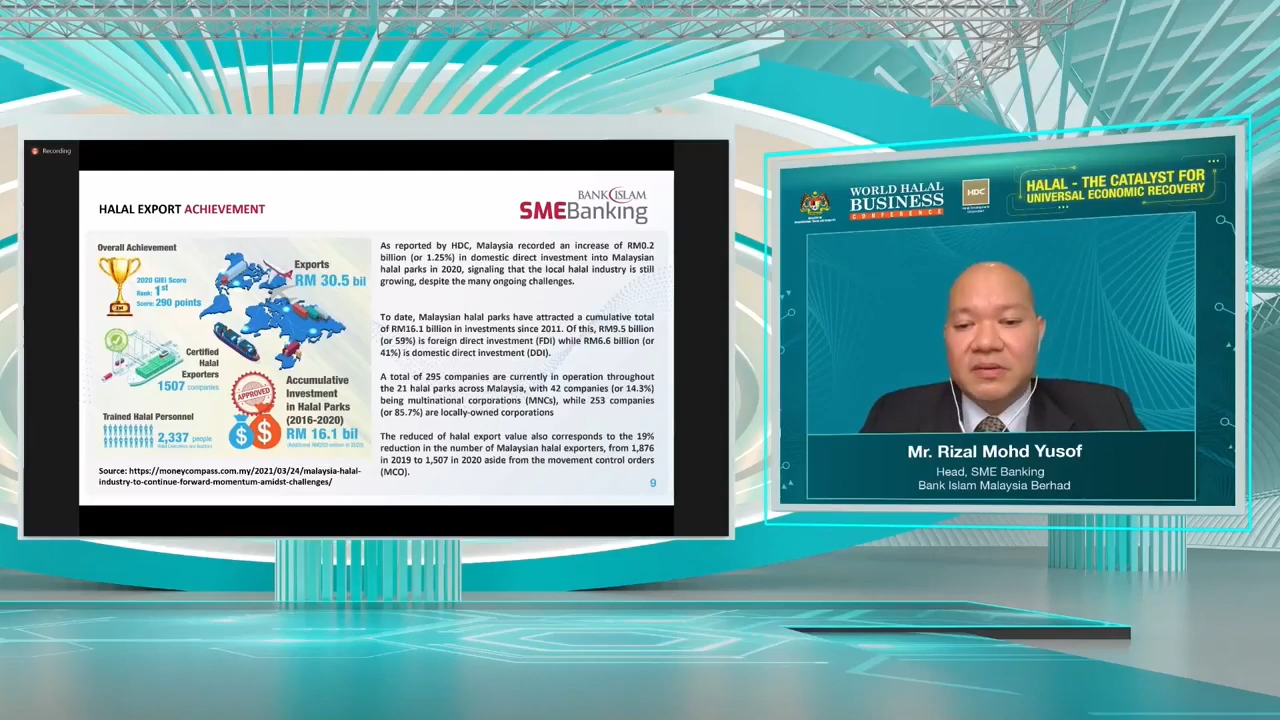 Recording
HALAL EXPORT ACHIEVEMENT
BANK ISLAM
SMEBanking
Overall Achievement
2020 GIEI Score
Rank: 1st
Score: 290 points
Exports
RM 30.5 bil
Certified
Halal
Exporters
1507 companies
APPROVED
Accumulative
Investment
in Halal Parks
(2016-2020)
RM 16.1 bil
Trained Halal Personnel
2,337 people
Source: https://moneycompass.com.my/2021/03/24/malaysia-halal-
industry-to-continue-forward-momentum-amidst-challenges/
As reported by HDC, Malaysia recorded an increase of RM0.2
billion (or 1.25%) in domestic direct investment into Malaysian
halal parks in 2020, signaling that the local halal industry is still
growing, despite the many ongoing challenges.
To date, Malaysian halal parks have attracted a cumulative total
of RM16.1 billion in investments since 2011. Of this, RM9.5 billion
(or 59%) is foreign direct investment (FDI) while RM6.6 billion (or
41%) is domestic direct investment (DDI).
A total of 295 companies are currently in operation throughout
the 21 halal parks across Malaysia, with 42 companies (or 14.3%)
being multinational corporations (MNCs), while 253 companies
(or 85.7%) are locally-owned corporations
The reduced of halal export value also corresponds to the 19%
reduction in the number of Malaysian halal exporters, from 1,876
in 2019 to 1,507 in 2020 aside from the movement control orders
(MCO).
9
WORLD HALAL
BUSINESS
CONFERENCE
HDC
HALAL - THE CATALYST FOR
UNIVERSAL ECONOMIC RECOVERY
Mr. Rizal Mohd Yusof
Head, SME Banking
Bank Islam Malaysia Berhad